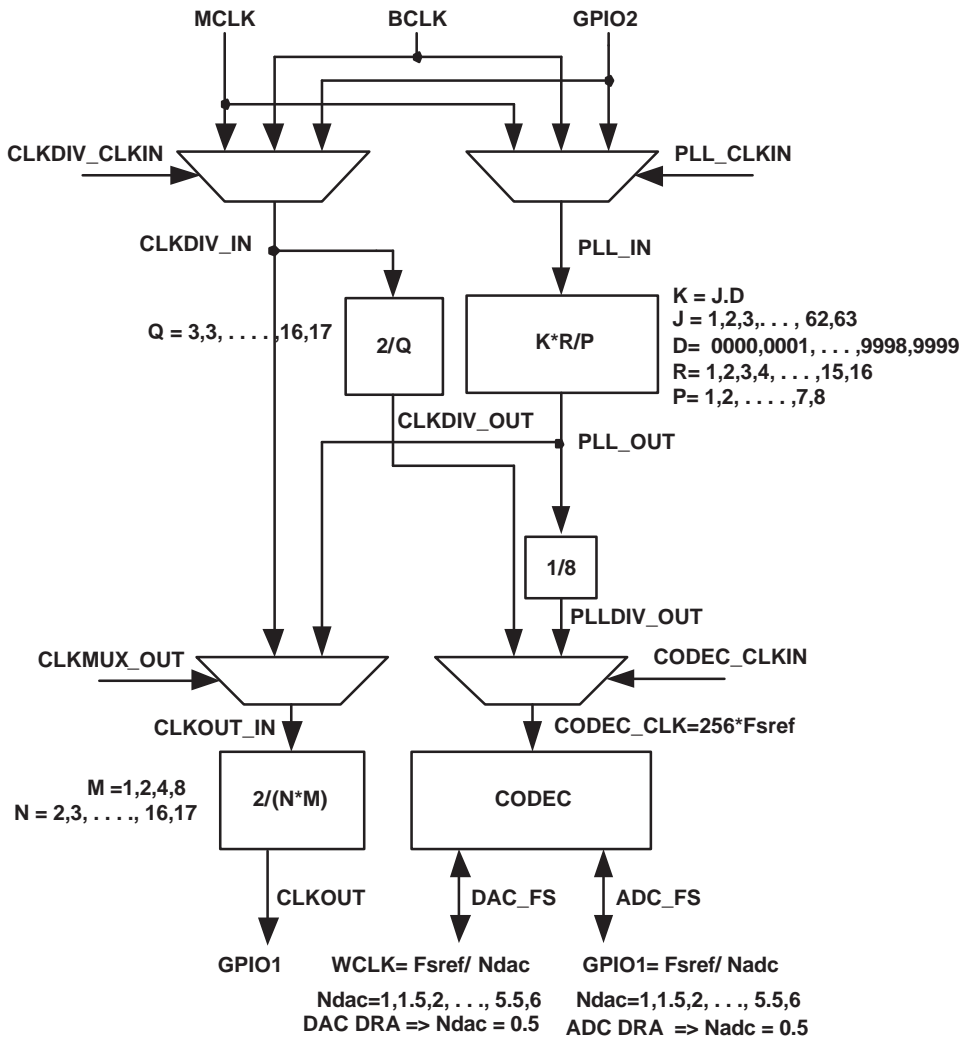 MCLK BCLK GPIO2
CLKDIV_CLKIN PLL_CLKIN
CLKDIV_IN PLL_IN
K = J.D
J = 1,2,3,. . . , 62,63
Q = 3,3, . . . . ,16,17 2/Q K*R/P D= 0000,0001, . . . ,9998,9999
R= 1,2,3,4, . . . ,15,16
P= 1,2, . . . . ,7,8
CLKDIV_OUT
PLL_OUT
1/8
PLLDIV_OUT
CLKMUX_OUT CODEC_CLKIN
CLKOUT_IN CODEC_CLK=256*Fsref
M =1,2,4,8 2/(N*M) CODEC
N = 2,3, . . . ., 16,17
CLKOUT DAC_FS ADC_FS
GPIO1 WCLK= Fsref/ Ndac GPIO1= Fsref/ Nadc
Ndac=1,1.5,2, . . ., 5.5,6 Ndac=1,1.5,2, . . ., 5.5,6
DAC DRA => Ndac = 0.5 ADC DRA => Nadc = 0.5